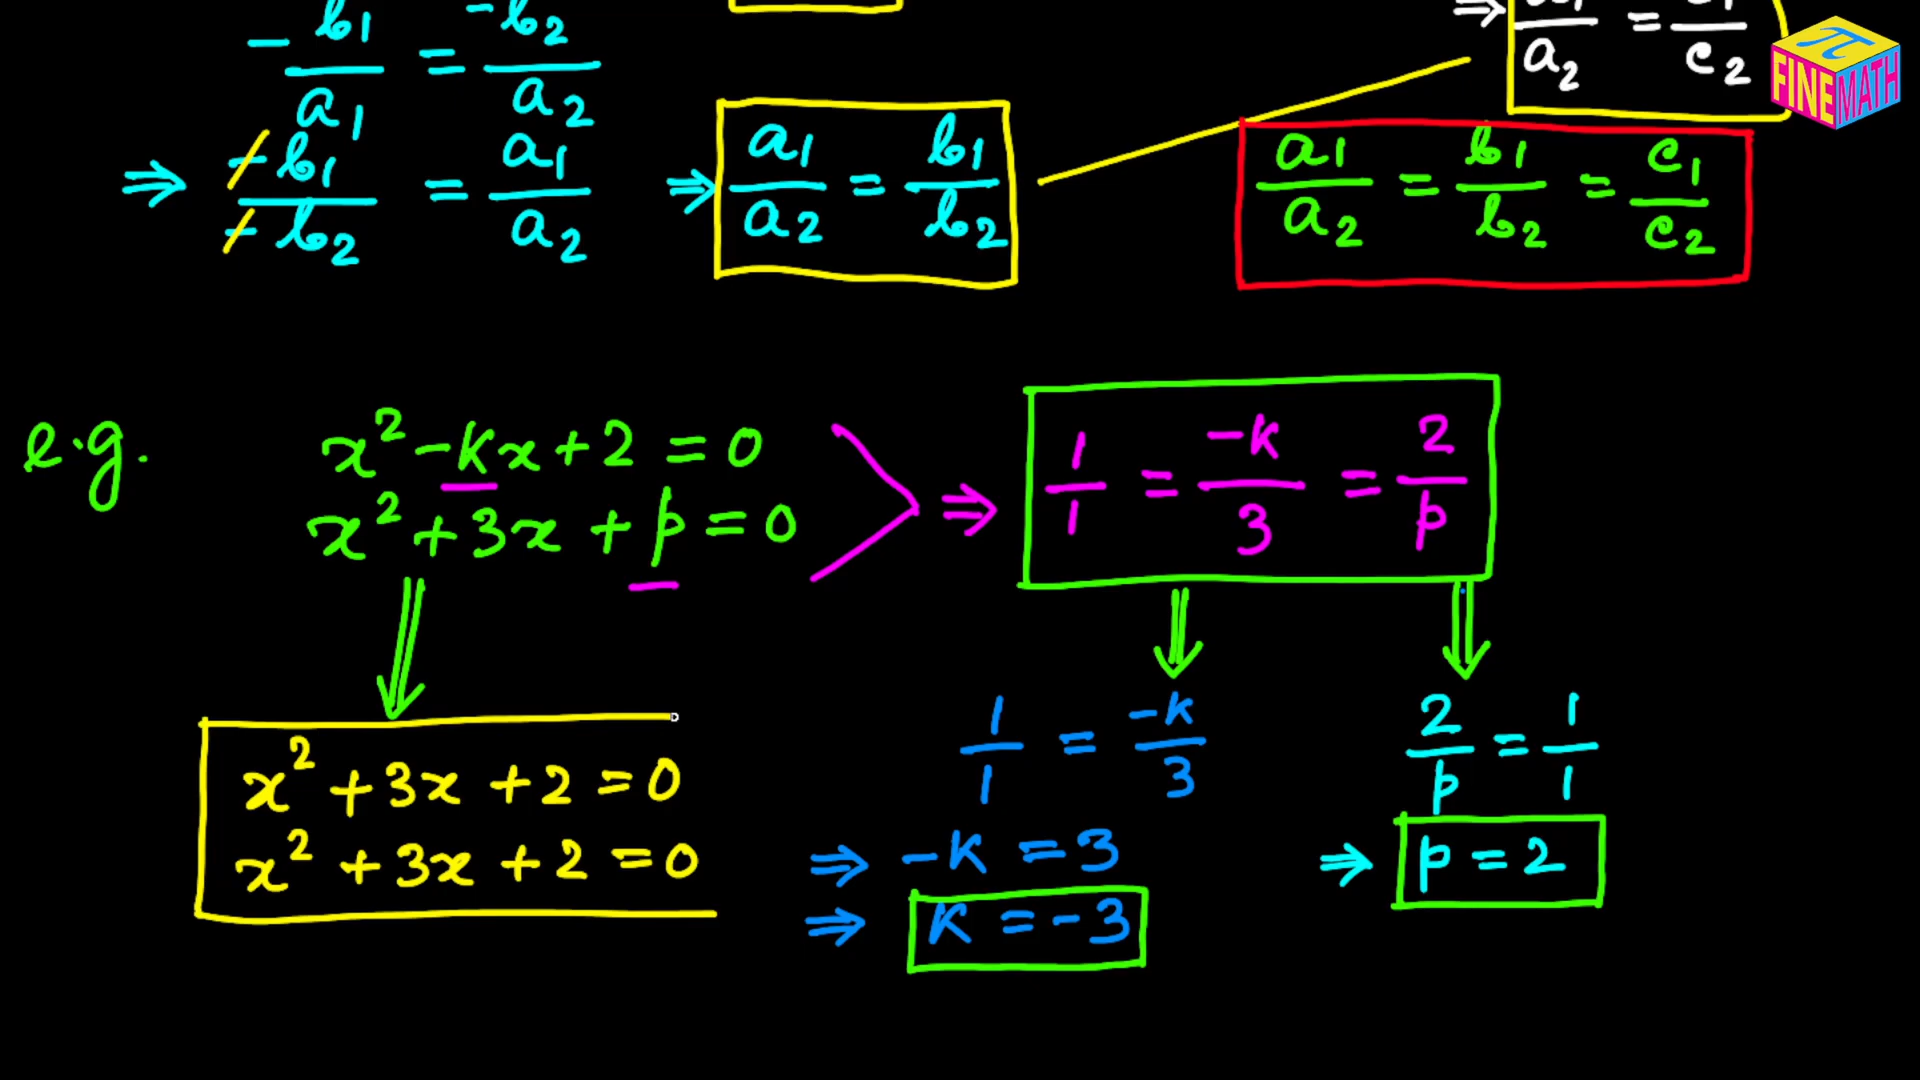 -b₁/a₁ = -b₂/a₂
⇒ a₁/a₂ = c₁/c₂
π FINE MATH
⇒ -b₁/-b₂ = a₁/a₂ ⇒ a₁/a₂ = b₁/b₂
a₁/a₂ = b₁/b₂ = c₁/c₂
e.g. x² - kx + 2 = 0
x² + 3x + p = 0
⇒ 1/1 = -k/3 = 2/p
x² + 3x + 2 = 0
x² + 3x + 2 = 0
1/1 = -k/3
⇒ -k = 3
⇒ k = -3
2/p = 1/1
⇒ p = 2